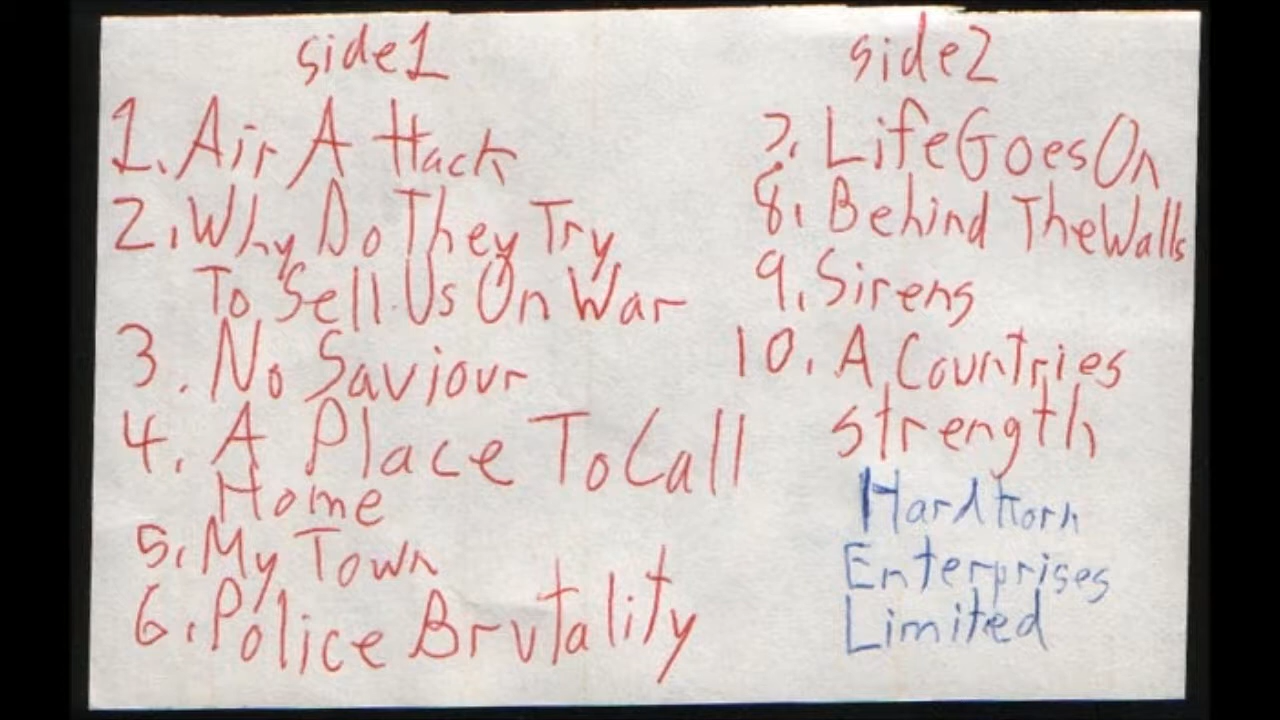 side1
1. Air Attack
2. Why Do They Try
To Sell Us On War
3. No Saviour
4. A Place To Call
Home
5. My Town
6. Police Brutality
side2
7. Life Goes On
8. Behind The Walls
9. Sirens
10. A Countries
strength
Hardkorn
Enterprises
Limited